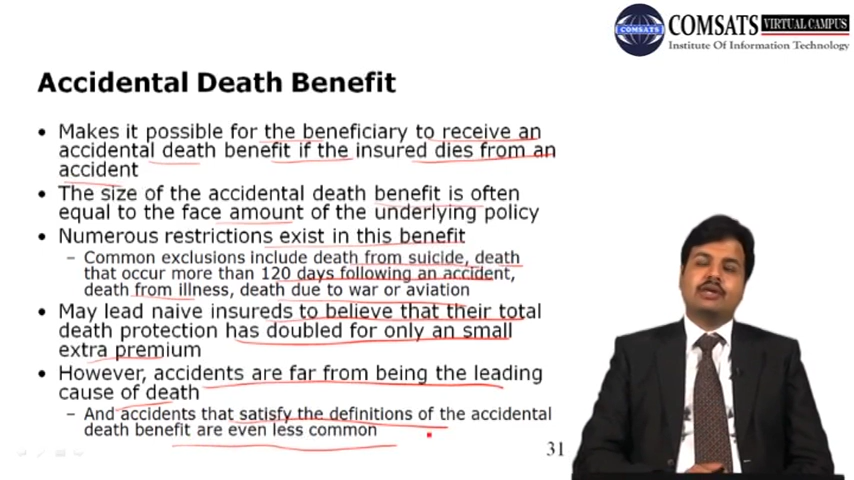 COMSATS VIRTUAL CAMPUS
Institute Of Information Technology
Accidental Death Benefit
• Makes it possible for the beneficiary to receive an
accidental death benefit if the insured dies from an
accident
• The size of the accidental death benefit is often
equal to the face amount of the underlying policy
• Numerous restrictions exist in this benefit
– Common exclusions include death from suicide, death
that occur more than 120 days following an accident,
death from illness, death due to war or aviation
• May lead naive insureds to believe that their total
death protection has doubled for only an small
extra premium
• However, accidents are far from being the leading
cause of death
– And accidents that satisfy the definitions of the accidental
death benefit are even less common
31